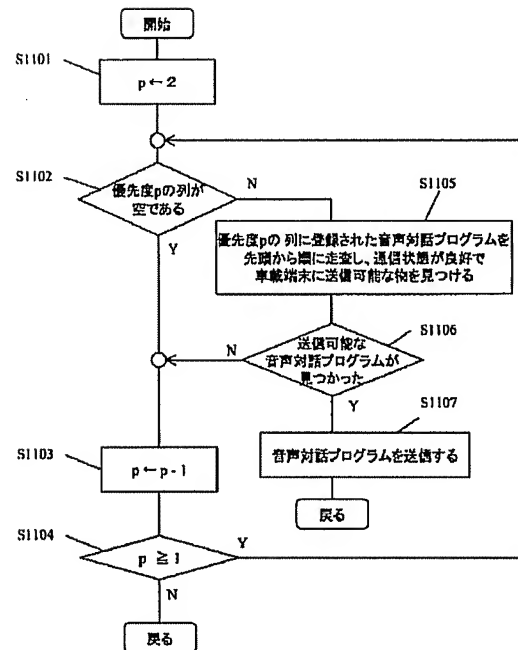 開始
S1101
p ← 2
S1102
優先度pの列が
空である
N
Y
S1105
優先度pの列に登録された音声対話プログラムを
先頭から順に走査し、通信状態が良好で
車載端末に送信可能な物を見つける
S1106
送信可能な
音声対話プログラムが
見つかった
N
Y
S1107
音声対話プログラムを送信する
戻る
S1103
p ← p - 1
S1104
p ≧ 1
Y
N
戻る